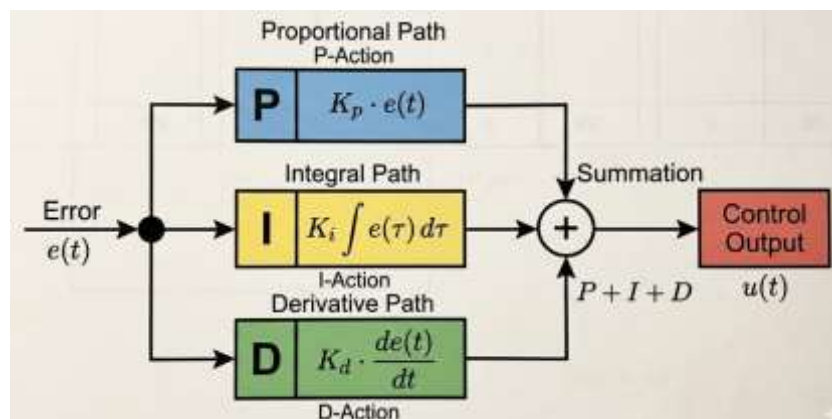 Proportional Path
P-Action
P K_p · e(t)
Integral Path
Summation
Error
e(t)
I K_i ∫ e(τ) dτ
+
Control
Output
u(t)
I-Action
P + I + D
Derivative Path
D K_d · de(t)/dt
D-Action